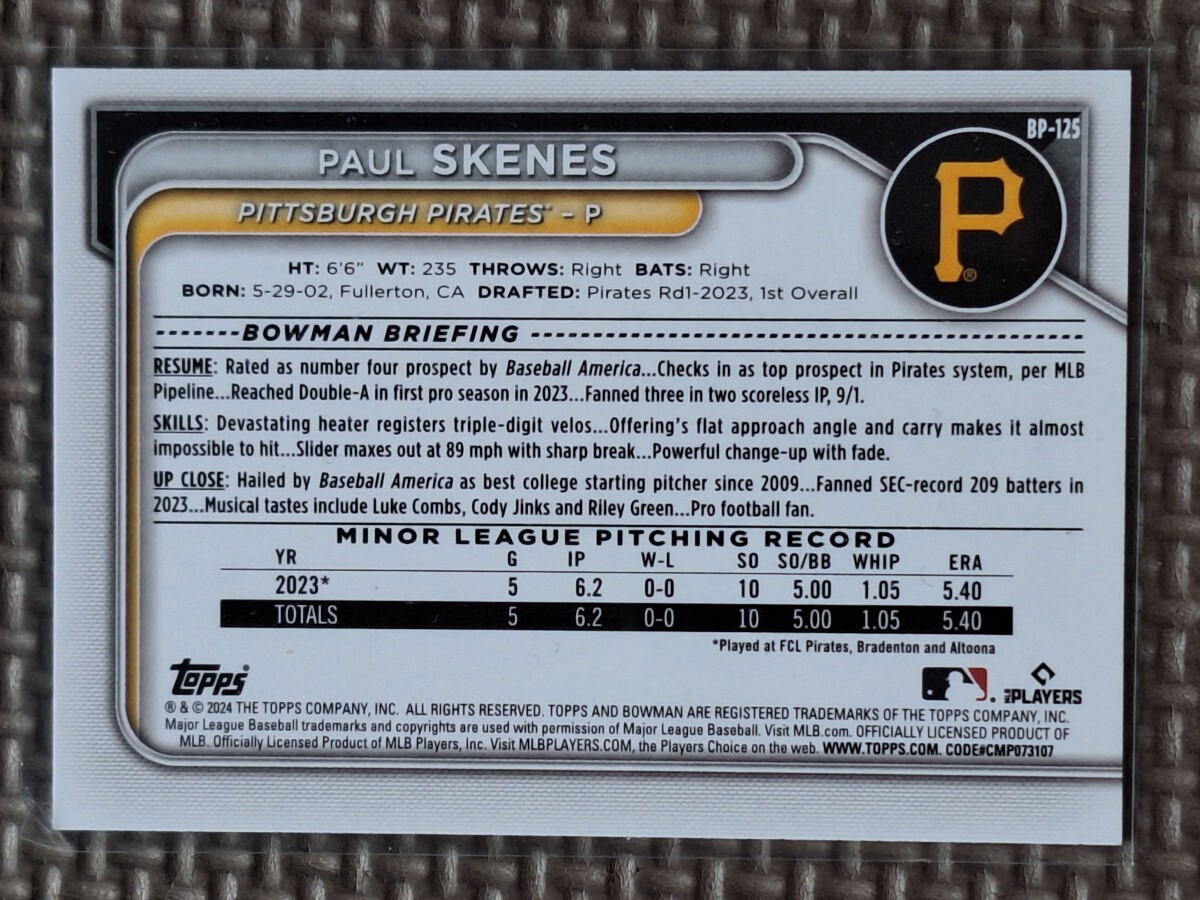 BP-125
PAUL SKENES
PITTSBURGH PIRATES™ – P
P®
HT: 6'6" WT: 235 THROWS: Right BATS: Right
BORN: 5-29-02, Fullerton, CA DRAFTED: Pirates Rd1-2023, 1st Overall
BOWMAN BRIEFING
RESUME: Rated as number four prospect by Baseball America...Checks in as top prospect in Pirates system, per MLB
Pipeline...Reached Double-A in first pro season in 2023...Fanned three in two scoreless IP, 9/1.
SKILLS: Devastating heater registers triple-digit velos...Offering's flat approach angle and carry makes it almost
impossible to hit...Slider maxes out at 89 mph with sharp break...Powerful change-up with fade.
UP CLOSE: Hailed by Baseball America as best college starting pitcher since 2009...Fanned SEC-record 209 batters in
2023...Musical tastes include Luke Combs, Cody Jinks and Riley Green...Pro football fan.
MINOR LEAGUE PITCHING RECORD
YR G IP W-L SO SO/BB WHIP ERA
2023* 5 6.2 0-0 10 5.00 1.05 5.40
TOTALS 5 6.2 0-0 10 5.00 1.05 5.40
*Played at FCL Pirates, Bradenton and Altoona
Topps®
MLB PLAYERS
® & © 2024 THE TOPPS COMPANY, INC. ALL RIGHTS RESERVED. TOPPS AND BOWMAN ARE REGISTERED TRADEMARKS OF THE TOPPS COMPANY, INC.
Major League Baseball trademarks and copyrights are used with permission of Major League Baseball. Visit MLB.com. OFFICIALLY LICENSED PRODUCT OF
MLB. Officially Licensed Product of MLB Players, Inc. Visit MLBPLAYERS.COM, the Players Choice on the web. WWW.TOPPS.COM. CODE#CMP073107